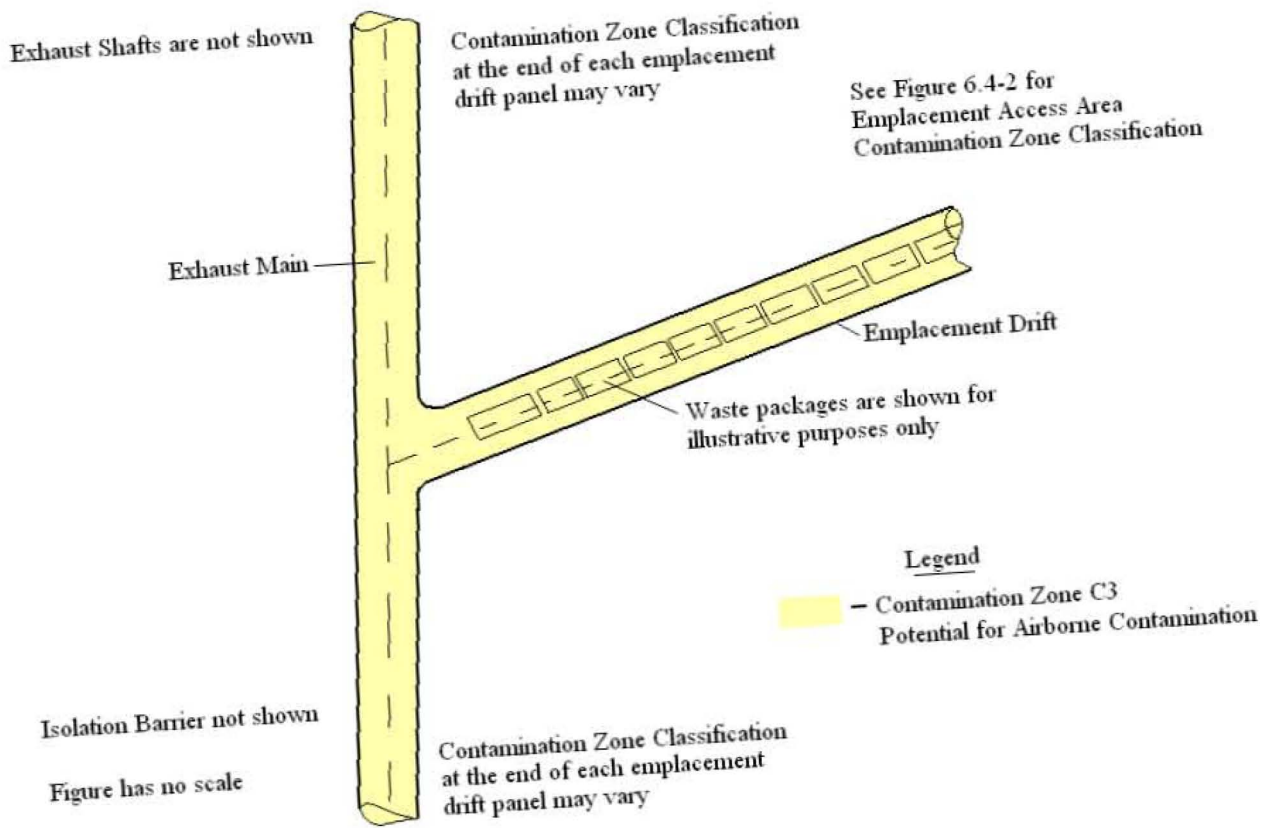 Exhaust Shafts are not shown
Contamination Zone Classification
at the end of each emplacement
drift panel may vary
See Figure 6.4-2 for
Emplacement Access Area
Contamination Zone Classification
Exhaust Main
Emplacement Drift
Waste packages are shown for
illustrative purposes only
Legend
– Contamination Zone C3
Potential for Airborne Contamination
Isolation Barrier not shown
Figure has no scale
Contamination Zone Classification
at the end of each emplacement
drift panel may vary